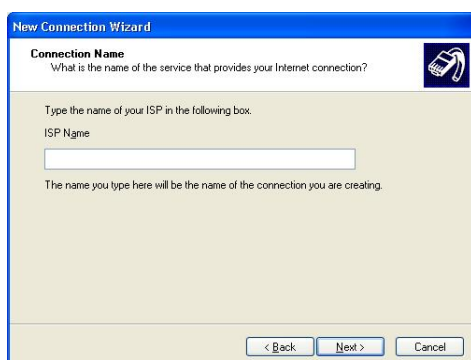 New Connection Wizard
Connection Name
What is the name of the service that provides your Internet connection?
Type the name of your ISP in the following box.
ISP Name
The name you type here will be the name of the connection you are creating.
< Back Next > Cancel